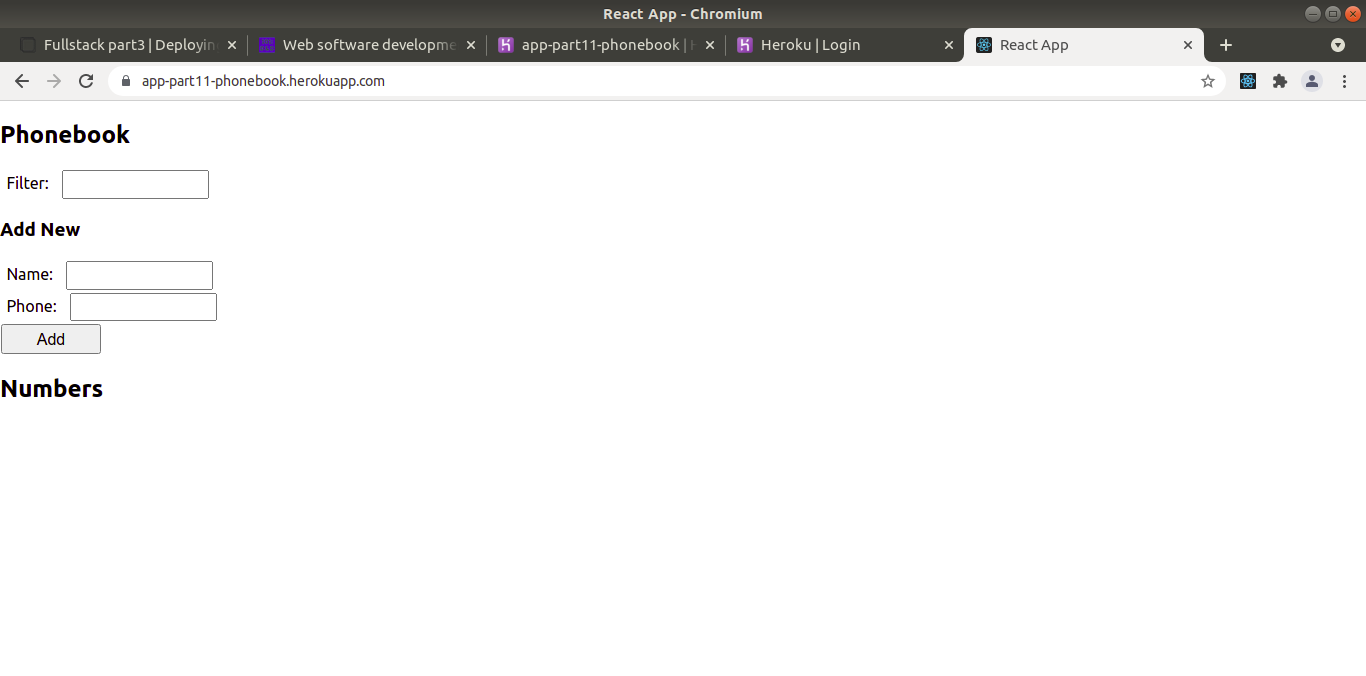 React App - Chromium
Fullstack part3 | Deployin
Web software developme
app-part11-phonebook |
Heroku | Login
React App
app-part11-phonebook.herokuapp.com
Phonebook
Filter:
Add New
Name:
Phone:
Add
Numbers